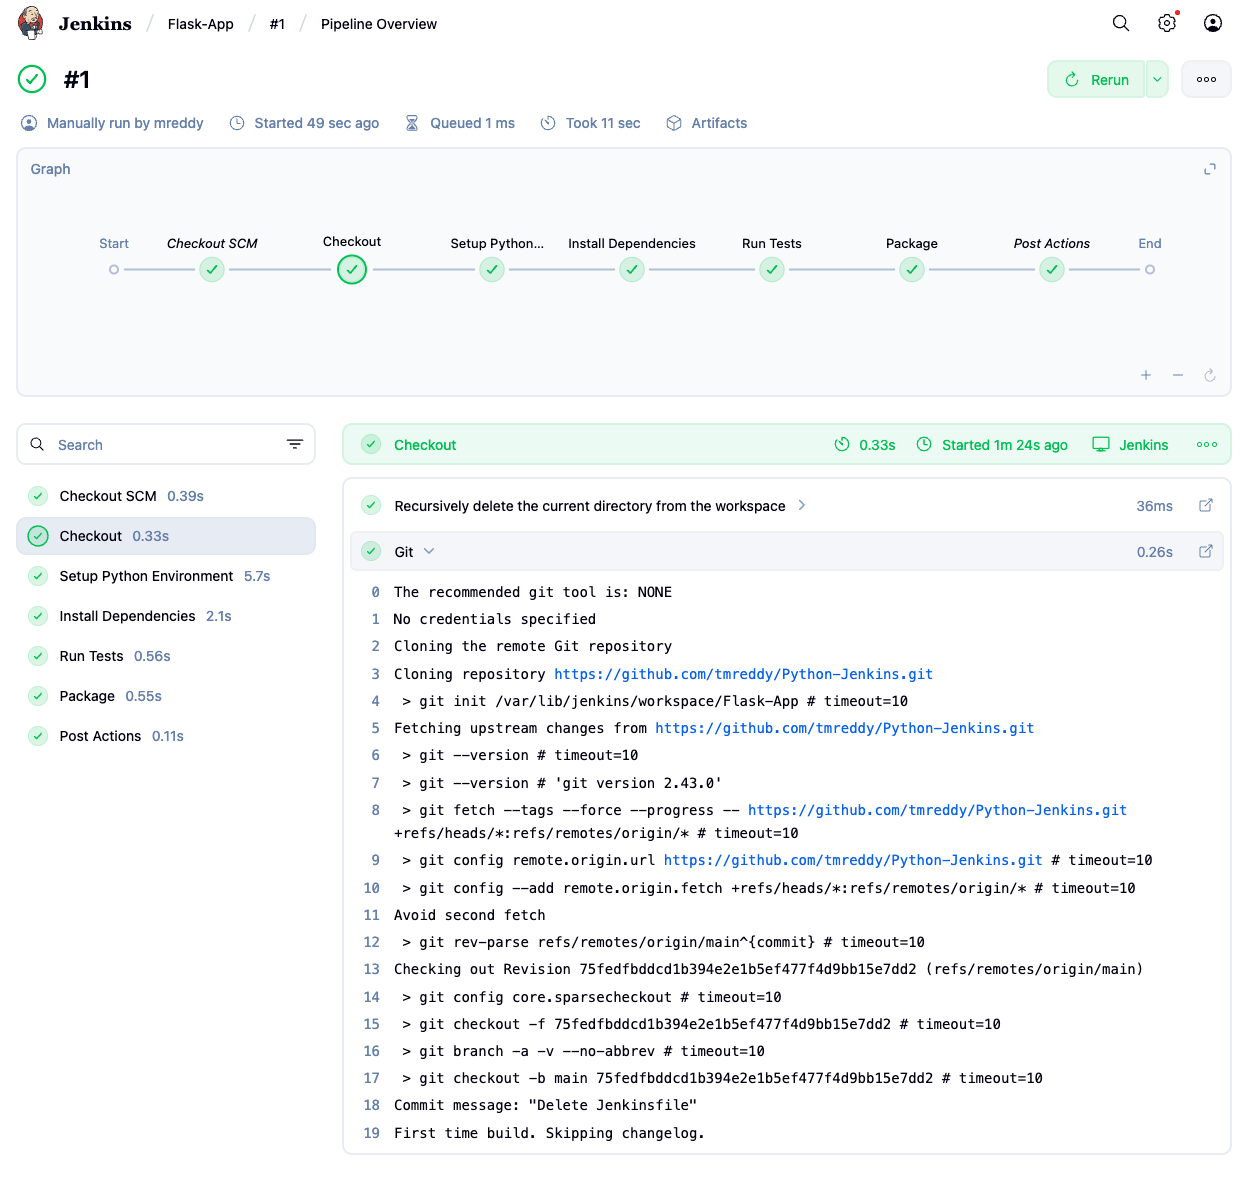 Jenkins / Flask-App / #1 / Pipeline Overview
#1
Rerun
Manually run by mreddy Started 49 sec ago Queued 1 ms Took 11 sec Artifacts
Graph
Start Checkout SCM Checkout Setup Python... Install Dependencies Run Tests Package Post Actions End
Search
Checkout SCM 0.39s
Checkout 0.33s
Setup Python Environment 5.7s
Install Dependencies 2.1s
Run Tests 0.56s
Package 0.55s
Post Actions 0.11s
Checkout 0.33s Started 1m 24s ago Jenkins
Recursively delete the current directory from the workspace 36ms
Git 0.26s
0 The recommended git tool is: NONE
1 No credentials specified
2 Cloning the remote Git repository
3 Cloning repository https://github.com/tmreddy/Python-Jenkins.git
4 > git init /var/lib/jenkins/workspace/Flask-App # timeout=10
5 Fetching upstream changes from https://github.com/tmreddy/Python-Jenkins.git
6 > git --version # timeout=10
7 > git --version # 'git version 2.43.0'
8 > git fetch --tags --force --progress -- https://github.com/tmreddy/Python-Jenkins.git
+refs/heads/*:refs/remotes/origin/* # timeout=10
9 > git config remote.origin.url https://github.com/tmreddy/Python-Jenkins.git # timeout=10
10 > git config --add remote.origin.fetch +refs/heads/*:refs/remotes/origin/* # timeout=10
11 Avoid second fetch
12 > git rev-parse refs/remotes/origin/main^{commit} # timeout=10
13 Checking out Revision 75fedfbddcd1b394e2e1b5ef477f4d9bb15e7dd2 (refs/remotes/origin/main)
14 > git config core.sparsecheckout # timeout=10
15 > git checkout -f 75fedfbddcd1b394e2e1b5ef477f4d9bb15e7dd2 # timeout=10
16 > git branch -a -v --no-abbrev # timeout=10
17 > git checkout -b main 75fedfbddcd1b394e2e1b5ef477f4d9bb15e7dd2 # timeout=10
18 Commit message: "Delete Jenkinsfile"
19 First time build. Skipping changelog.